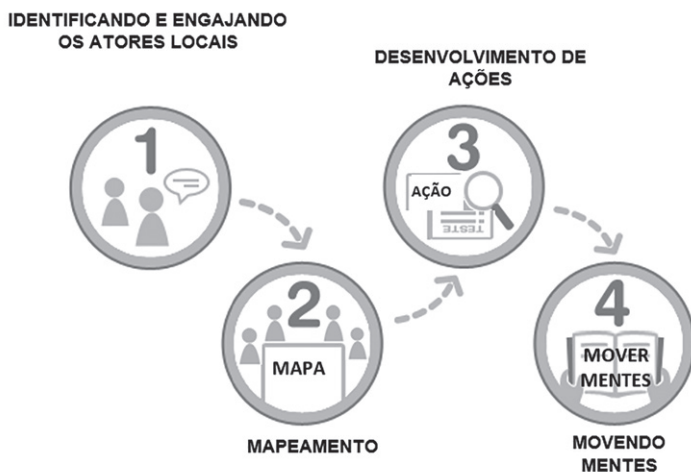 IDENTIFICANDO E ENGAJANDO
OS ATORES LOCAIS
1
2
MAPA
MAPEAMENTO
DESENVOLVIMENTO DE
AÇÕES
3
AÇÃO
TESTE
4
MOVER
MENTES
MOVENDO
MENTES